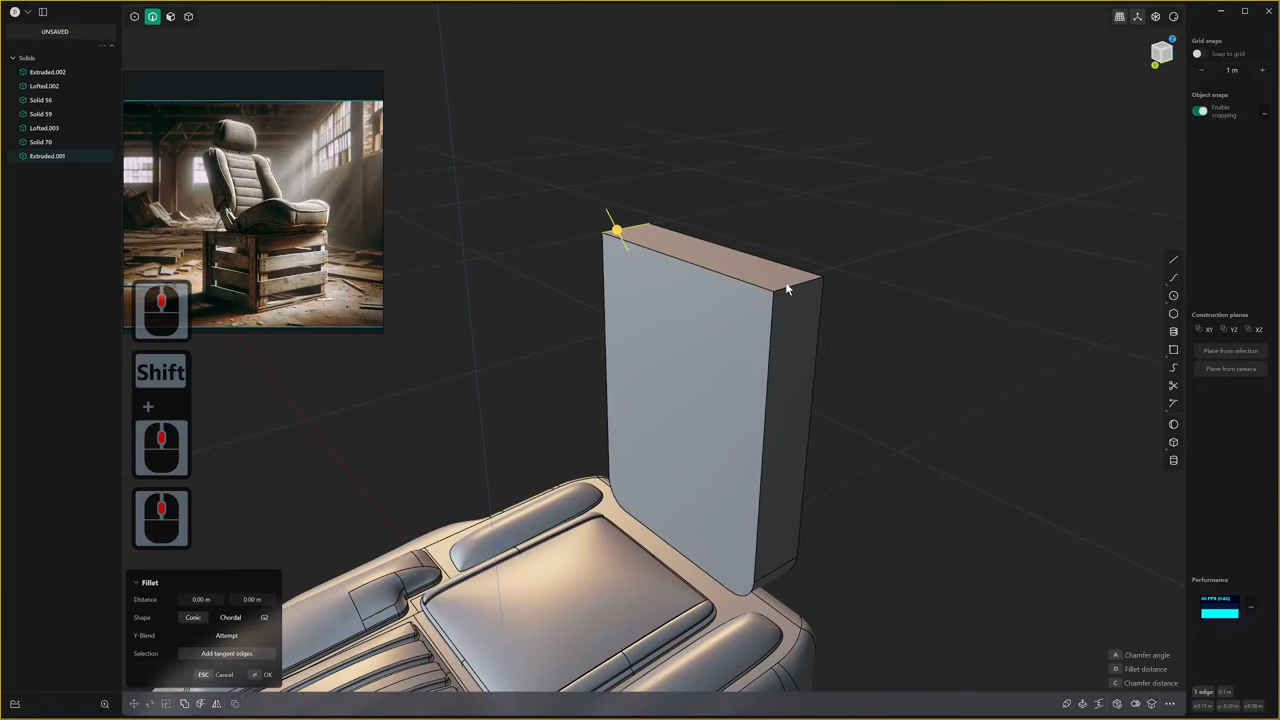 P
UNSAVED
Solids
Extruded.002
Lofted.002
Solid 56
Solid 59
Lofted.003
Solid 70
Extruded.001
Shift
+
Fillet
Distance 0.00 m 0.00 m
Shape Conic Chordal G2
Y-Blend Attempt
Selection Add tangent edges
ESC Cancel OK
Z
Y
Grid snaps
Snap to grid
1 m
Object snaps
Enable
snapping
Construction planes
XY YZ XZ
Plane from selection
Plane from camera
Performance
A Chamfer angle
D Fillet distance
C Chamfer distance
1 edge 0.1 m